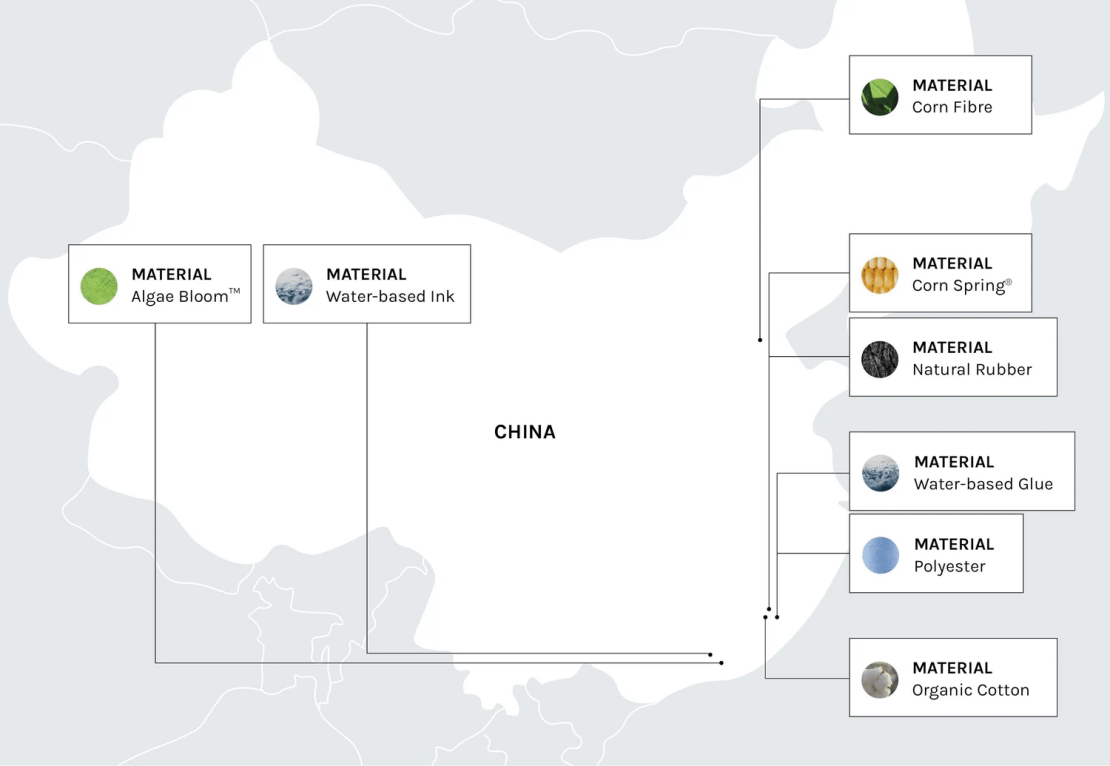 MATERIAL
Corn Fibre
MATERIAL
Algae Bloom™
MATERIAL
Water-based Ink
MATERIAL
Corn Spring®
MATERIAL
Natural Rubber
CHINA
MATERIAL
Water-based Glue
MATERIAL
Polyester
MATERIAL
Organic Cotton